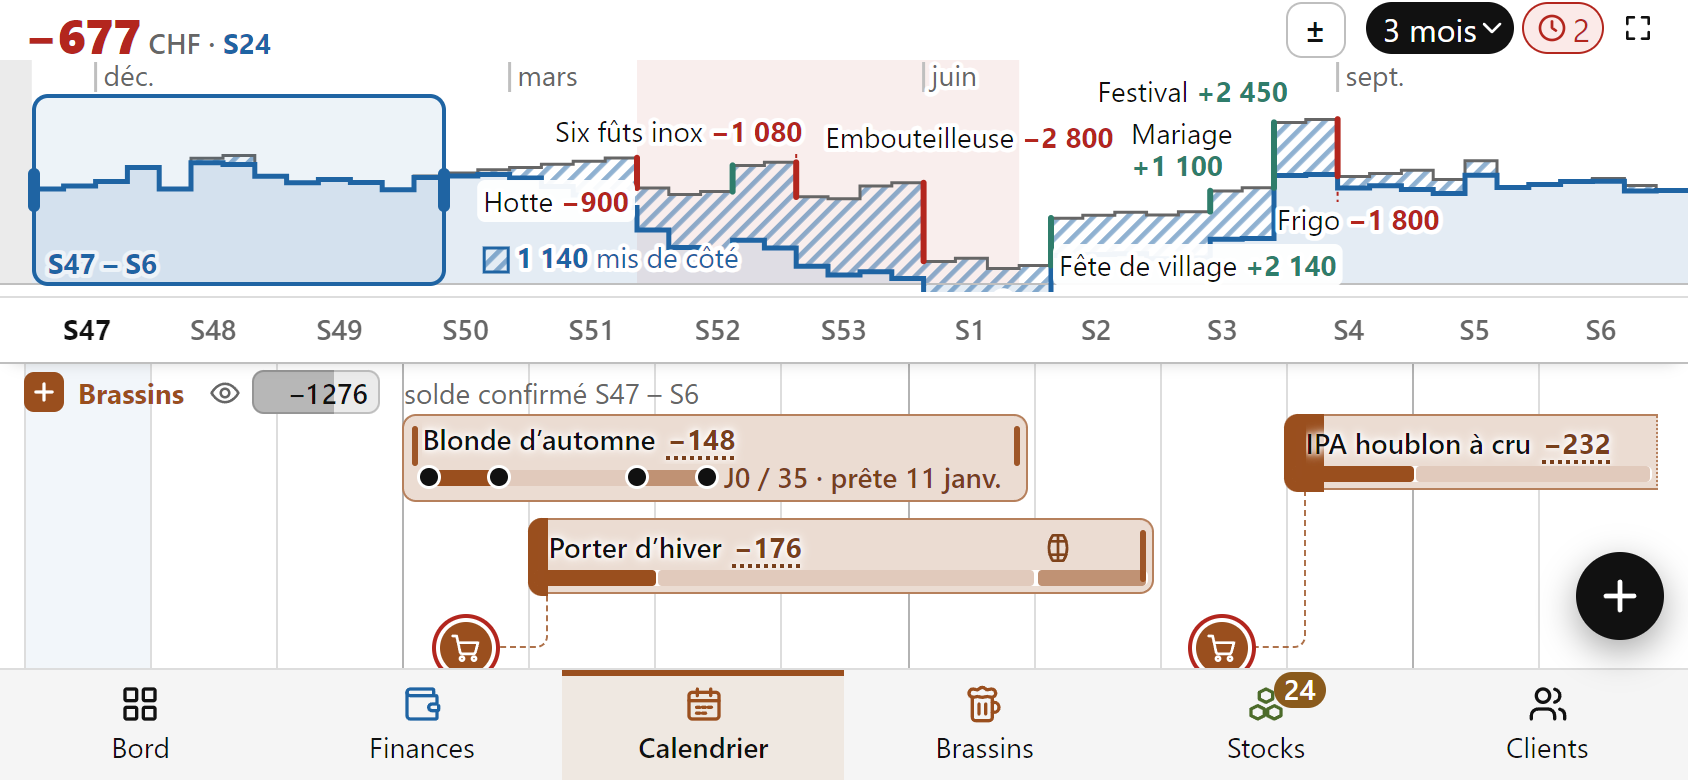 −677 CHF · S24
± 3 mois 2
déc. mars juin sept.
Festival +2 450
Six fûts inox −1 080 Embouteilleuse −2 800 Mariage
+1 100
Hotte −900
Frigo −1 800
S47 – S6 1 140 mis de côté Fête de village +2 140
S47 S48 S49 S50 S51 S52 S53 S1 S2 S3 S4 S5 S6
Brassins −1276 solde confirmé S47 – S6
Blonde d’automne −148
J0 / 35 · prête 11 janv.
IPA houblon à cru −232
Porter d’hiver −176
24
Bord Finances Calendrier Brassins Stocks Clients